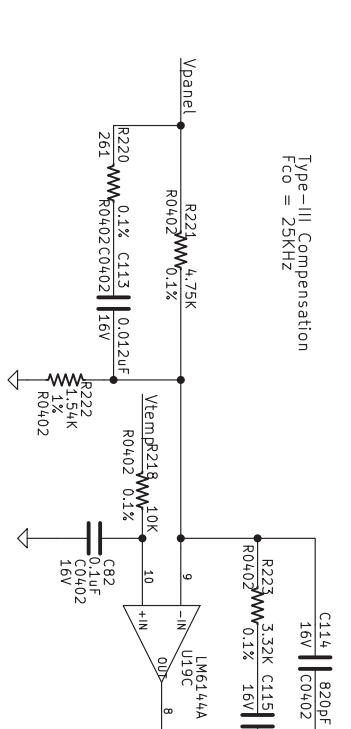 Type-III Compensation
Fco = 25KHz
Vpanel
R221 4.75K
R0402 0.1%
R220 0.1% C113 0.012uF
261 R0402 C0402 16V
R222
1.54K
1%
R0402
Vtemp
R218 10K
R0402 0.1%
C82
0.1uF
C0402
16V
9
10
-IN
+IN
OUT
8
LM6144A
U19C
R223 3.32K C115
R0402 0.1% 16V
C114 820pF
16V C0402